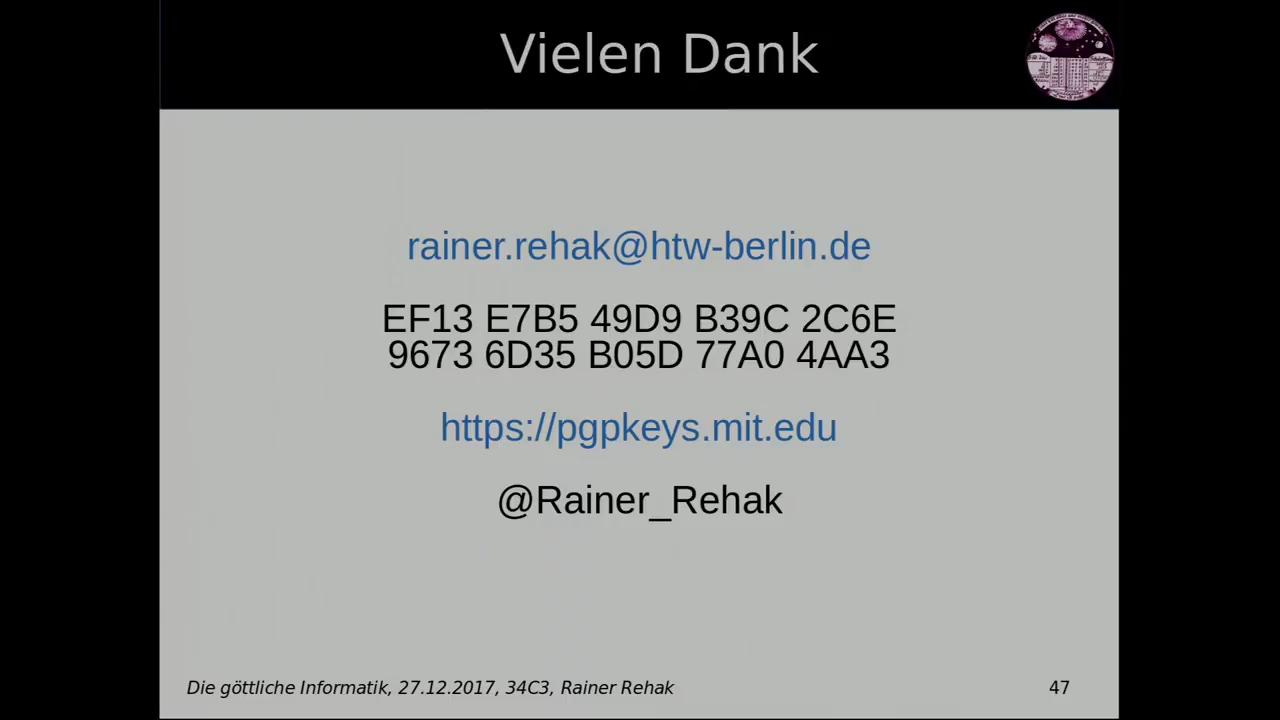 Vielen Dank
rainer.rehak@htw-berlin.de
EF13 E7B5 49D9 B39C 2C6E
9673 6D35 B05D 77A0 4AA3
https://pgpkeys.mit.edu
@Rainer_Rehak
Die göttliche Informatik, 27.12.2017, 34C3, Rainer Rehak
47